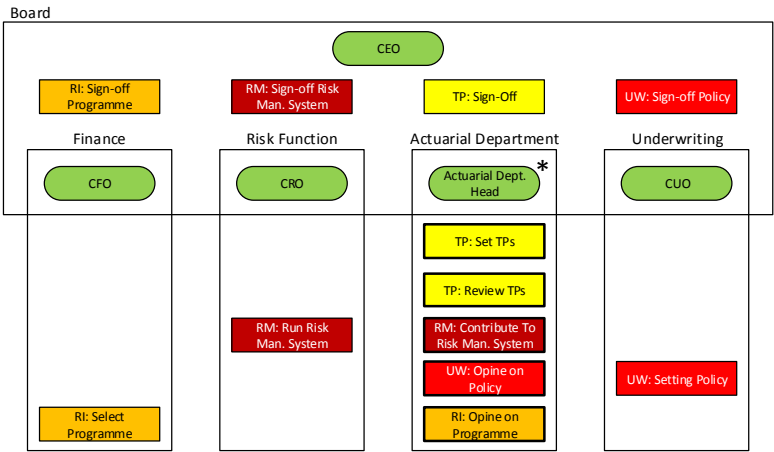 Board
CEO
RI: Sign-off
Programme
RM: Sign-off Risk
Man. System
TP: Sign-Off
UW: Sign-off Policy
Finance
Risk Function
Actuarial Department
Underwriting
CFO
CRO
Actuarial Dept.
Head
*
CUO
TP: Set TPs
TP: Review TPs
RM: Run Risk
Man. System
RM: Contribute To
Risk Man. System
UW: Opine on
Policy
UW: Setting Policy
RI: Select
Programme
RI: Opine on
Programme